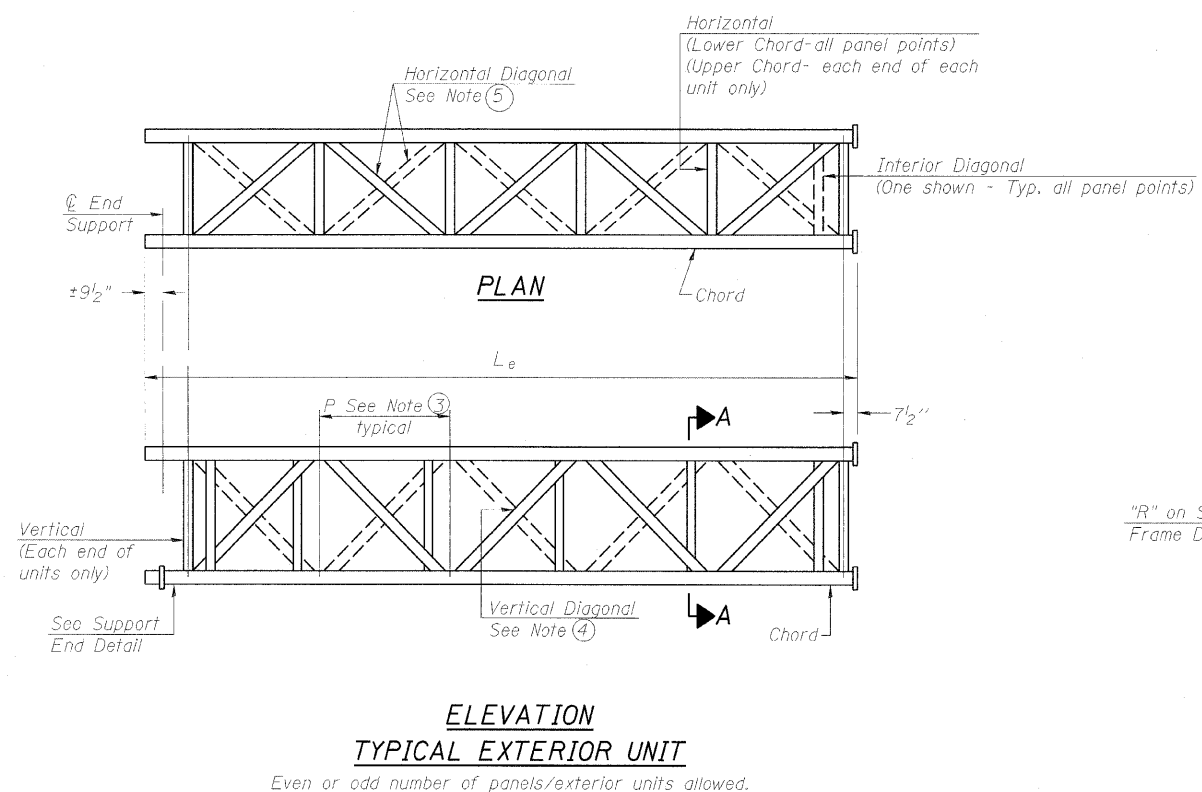 Horizontal
(Lower Chord-all panel points)
(Upper Chord- each end of each
unit only)
Horizontal Diagonal
See Note 5
Interior Diagonal
(One shown - Typ. all panel points)
℄ End
Support
±9½"
PLAN
Chord
Le
P See Note 3
typical
A
7½"
Vertical
(Each end of
units only)
"R" on S
Frame D
Vertical Diagonal
See Note 4
A
Chord
See Support
End Detail
ELEVATION
TYPICAL EXTERIOR UNIT
Even or odd number of panels/exterior units allowed.